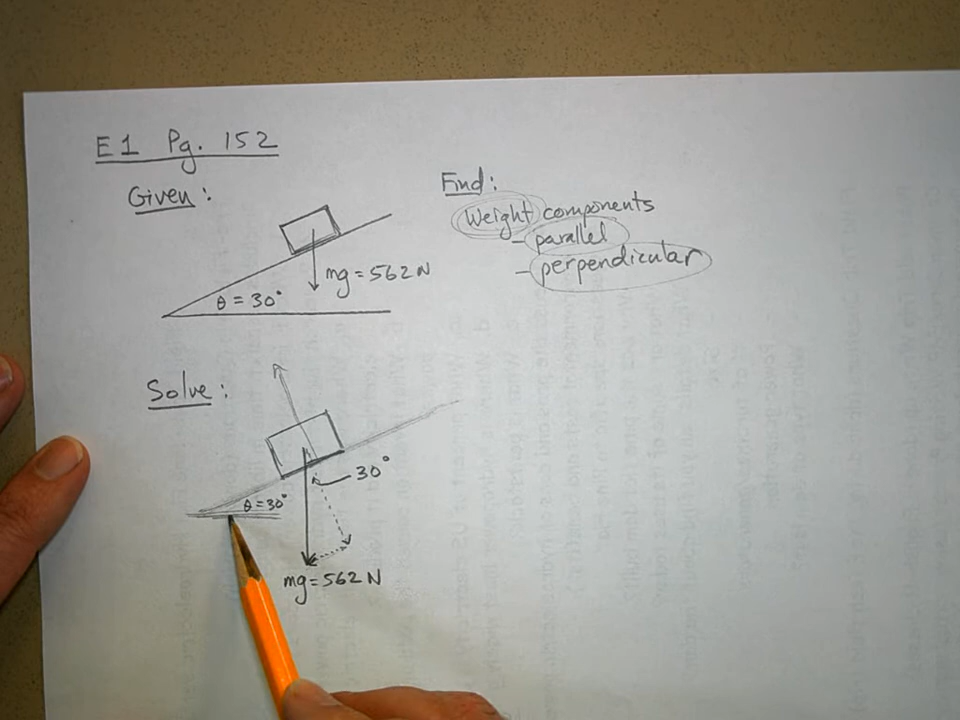 E1 Pg. 152
Given:
mg = 562 N
θ = 30°
Find:
Weight components
- parallel
- perpendicular
Solve:
30°
θ = 30°
mg = 562 N